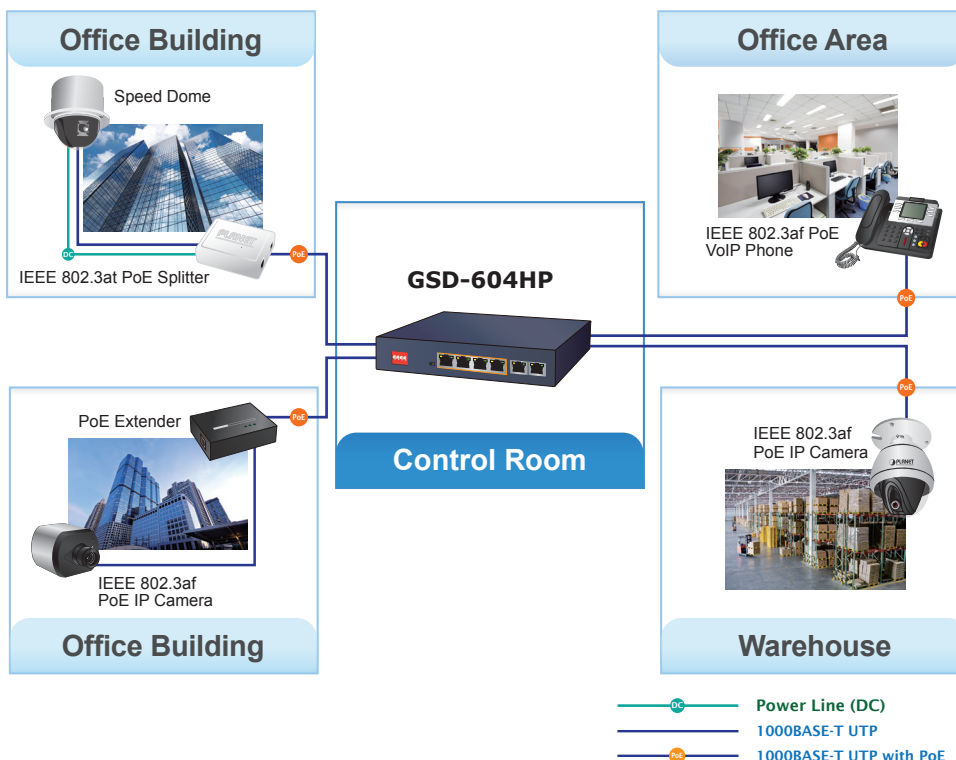 Office Building
Speed Dome
PLANET
DC
PoE
IEEE 802.3at PoE Splitter
Office Area
IEEE 802.3af PoE
VoIP Phone
PoE
GSD-604HP
Control Room
PoE Extender
PoE
IEEE 802.3af
PoE IP Camera
Office Building
PoE
IEEE 802.3af
PoE IP Camera
PLANET
Warehouse
DC
Power Line (DC)
1000BASE-T UTP
PoE
1000BASE-T UTP with PoE